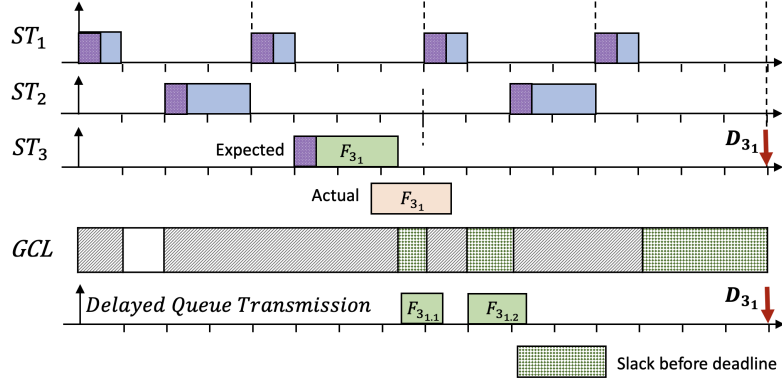 ST₁
ST₂
ST₃ Expected F₃₁ D₃₁
Actual F₃₁
GCL
Delayed Queue Transmission F₃₁.₁ F₃₁.₂ D₃₁
Slack before deadline